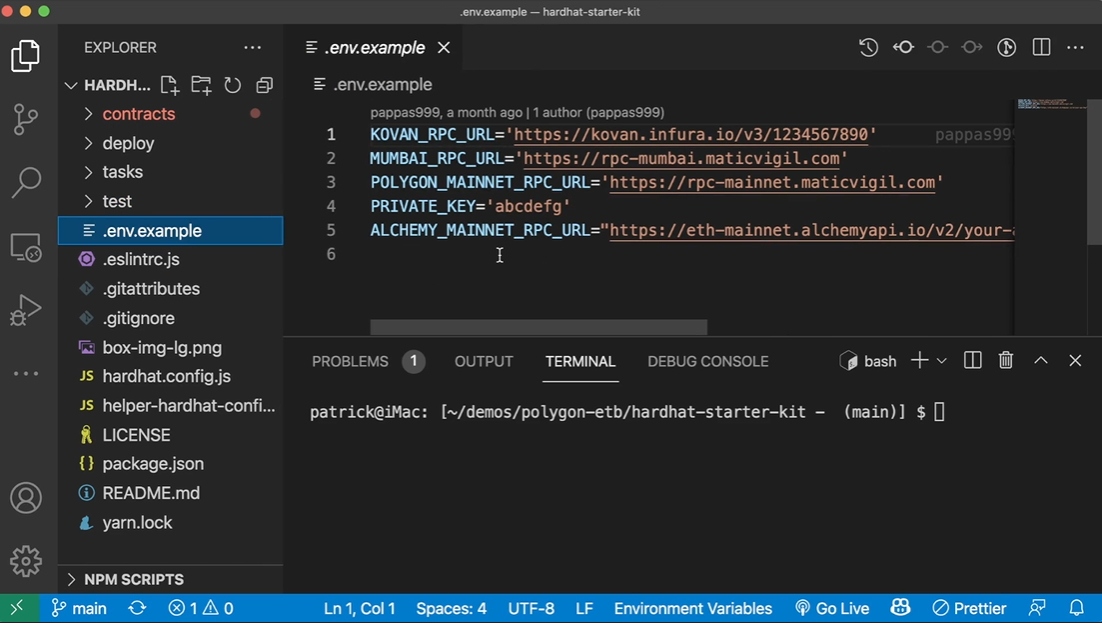 .env.example — hardhat-starter-kit
EXPLORER
HARDH...
contracts
deploy
tasks
test
.env.example
.eslintrc.js
.gitattributes
.gitignore
box-img-lg.png
JS hardhat.config.js
JS helper-hardhat-confi...
LICENSE
{} package.json
README.md
yarn.lock
NPM SCRIPTS
.env.example
.env.example
pappas999, a month ago | 1 author (pappas999)
1 KOVAN_RPC_URL='https://kovan.infura.io/v3/1234567890' pappas999
2 MUMBAI_RPC_URL='https://rpc-mumbai.maticvigil.com'
3 POLYGON_MAINNET_RPC_URL='https://rpc-mainnet.maticvigil.com'
4 PRIVATE_KEY='abcdefg'
5 ALCHEMY_MAINNET_RPC_URL="https://eth-mainnet.alchemyapi.io/v2/your-
6
PROBLEMS 1 OUTPUT TERMINAL DEBUG CONSOLE bash
patrick@iMac: [~/demos/polygon-etb/hardhat-starter-kit - (main)] $
main 1 0 Ln 1, Col 1 Spaces: 4 UTF-8 LF Environment Variables Go Live Prettier